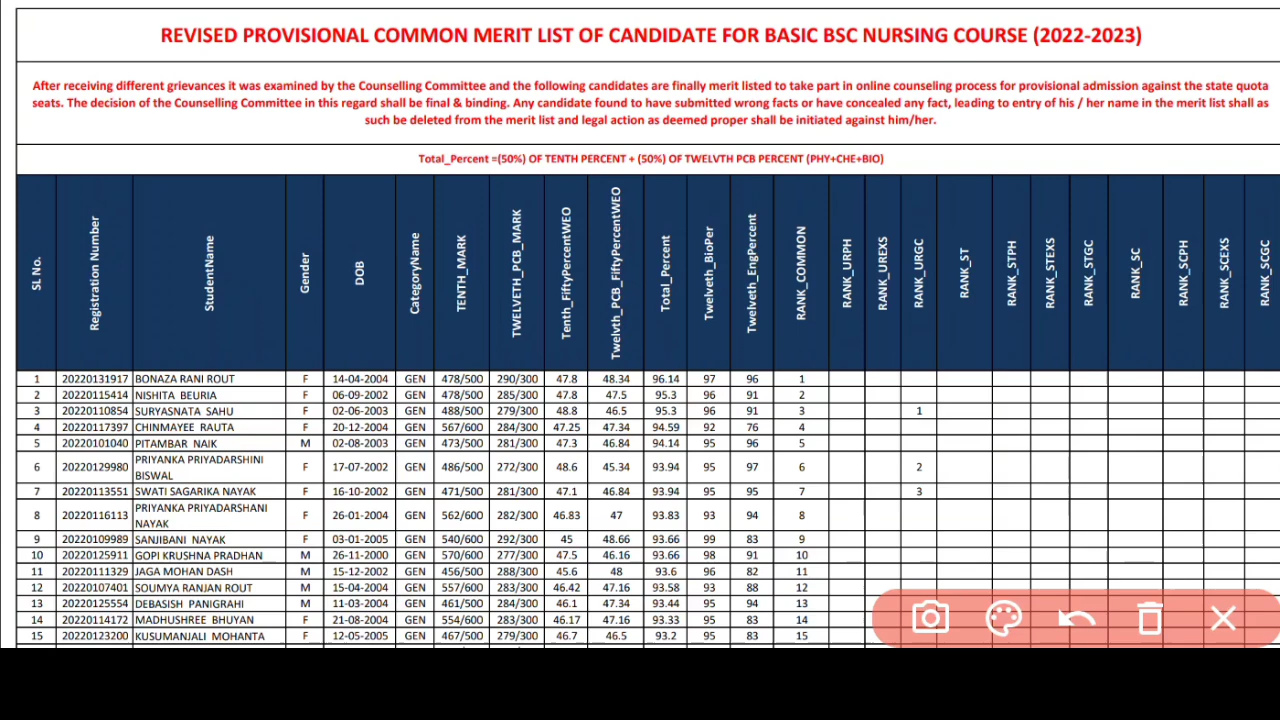 REVISED PROVISIONAL COMMON MERIT LIST OF CANDIDATE FOR BASIC BSC NURSING COURSE (2022-2023)
After receiving different grievances it was examined by the Counselling Committee and the following candidates are finally merit listed to take part in online counseling process for provisional admission against the state quota
seats. The decision of the Counselling Committee in this regard shall be final & binding. Any candidate found to have submitted wrong facts or have concealed any fact, leading to entry of his / her name in the merit list shall as
such be deleted from the merit list and legal action as deemed proper shall be initiated against him/her.
Total_Percent =(50%) OF TENTH PERCENT + (50%) OF TWELVTH PCB PERCENT (PHY+CHE+BIO)
SL No. Registration Number StudentName Gender DOB CategoryName TENTH_MARK TWELVETH_PCB_MARK Tenth_FiftyPercentWEO Twelvth_PCB_FiftyPercentWEO Total_Percent Twelveth_BioPer Twelveth_EngPercent RANK_COMMON RANK_URPH RANK_UREXS RANK_URGC RANK_ST RANK_STPH RANK_STEXS RANK_STGC RANK_SC RANK_SCPH RANK_SCEXS RANK_SCGC
1 20220131917 BONAZA RANI ROUT F 14-04-2004 GEN 478/500 290/300 47.8 48.34 96.14 97 96 1
2 20220115414 NISHITA BEURIA F 06-09-2002 GEN 478/500 285/300 47.8 47.5 95.3 96 91 2
3 20220110854 SURYASNATA SAHU F 02-06-2003 GEN 488/500 279/300 48.8 46.5 95.3 96 91 3 1
4 20220117397 CHINMAYEE RAUTA F 20-12-2004 GEN 567/600 284/300 47.25 47.34 94.59 92 76 4
5 20220101040 PITAMBAR NAIK M 02-08-2003 GEN 473/500 281/300 47.3 46.84 94.14 95 96 5
6 20220129980 PRIYANKA PRIYADARSHINI
BISWAL F 17-07-2002 GEN 486/500 272/300 48.6 45.34 93.94 95 97 6 2
7 20220113551 SWATI SAGARIKA NAYAK F 16-10-2002 GEN 471/500 281/300 47.1 46.84 93.94 95 95 7 3
8 20220116113 PRIYANKA PRIYADARSHANI
NAYAK F 26-01-2004 GEN 562/600 282/300 46.83 47 93.83 93 94 8
9 20220109989 SANJIBANI NAYAK F 03-01-2005 GEN 540/600 292/300 45 48.66 93.66 99 83 9
10 20220125911 GOPI KRUSHNA PRADHAN M 26-11-2000 GEN 570/600 277/300 47.5 46.16 93.66 98 91 10
11 20220111329 JAGA MOHAN DASH M 15-12-2002 GEN 456/500 288/300 45.6 48 93.6 96 82 11
12 20220107401 SOUMYA RANJAN ROUT M 15-04-2004 GEN 557/600 283/300 46.42 47.16 93.58 93 88 12
13 20220125554 DEBASISH PANIGRAHI M 11-03-2004 GEN 461/500 284/300 46.1 47.34 93.44 95 94 13
14 20220114172 MADHUSHREE BHUYAN F 21-08-2004 GEN 554/600 283/300 46.17 47.16 93.33 95 83 14
15 20220123200 KUSUMANJALI MOHANTA F 12-05-2005 GEN 467/500 279/300 46.7 46.5 93.2 95 83 15